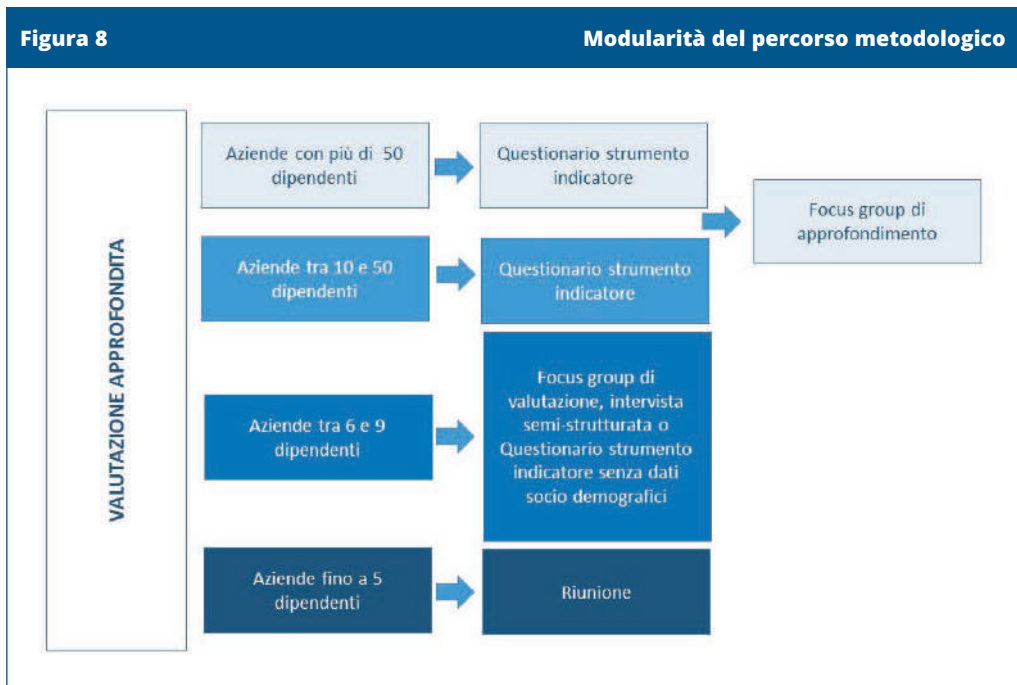 Figura 8
Modularità del percorso metodologico
VALUTAZIONE APPROFONDITA
Aziende con più di 50
dipendenti
Questionario strumento
indicatore
Focus group di
approfondimento
Aziende tra 10 e 50
dipendenti
Questionario strumento
indicatore
Aziende tra 6 e 9
dipendenti
Focus group di
valutazione, intervista
semi-strutturata o
Questionario strumento
indicatore senza dati
socio demografici
Aziende fino a 5
dipendenti
Riunione